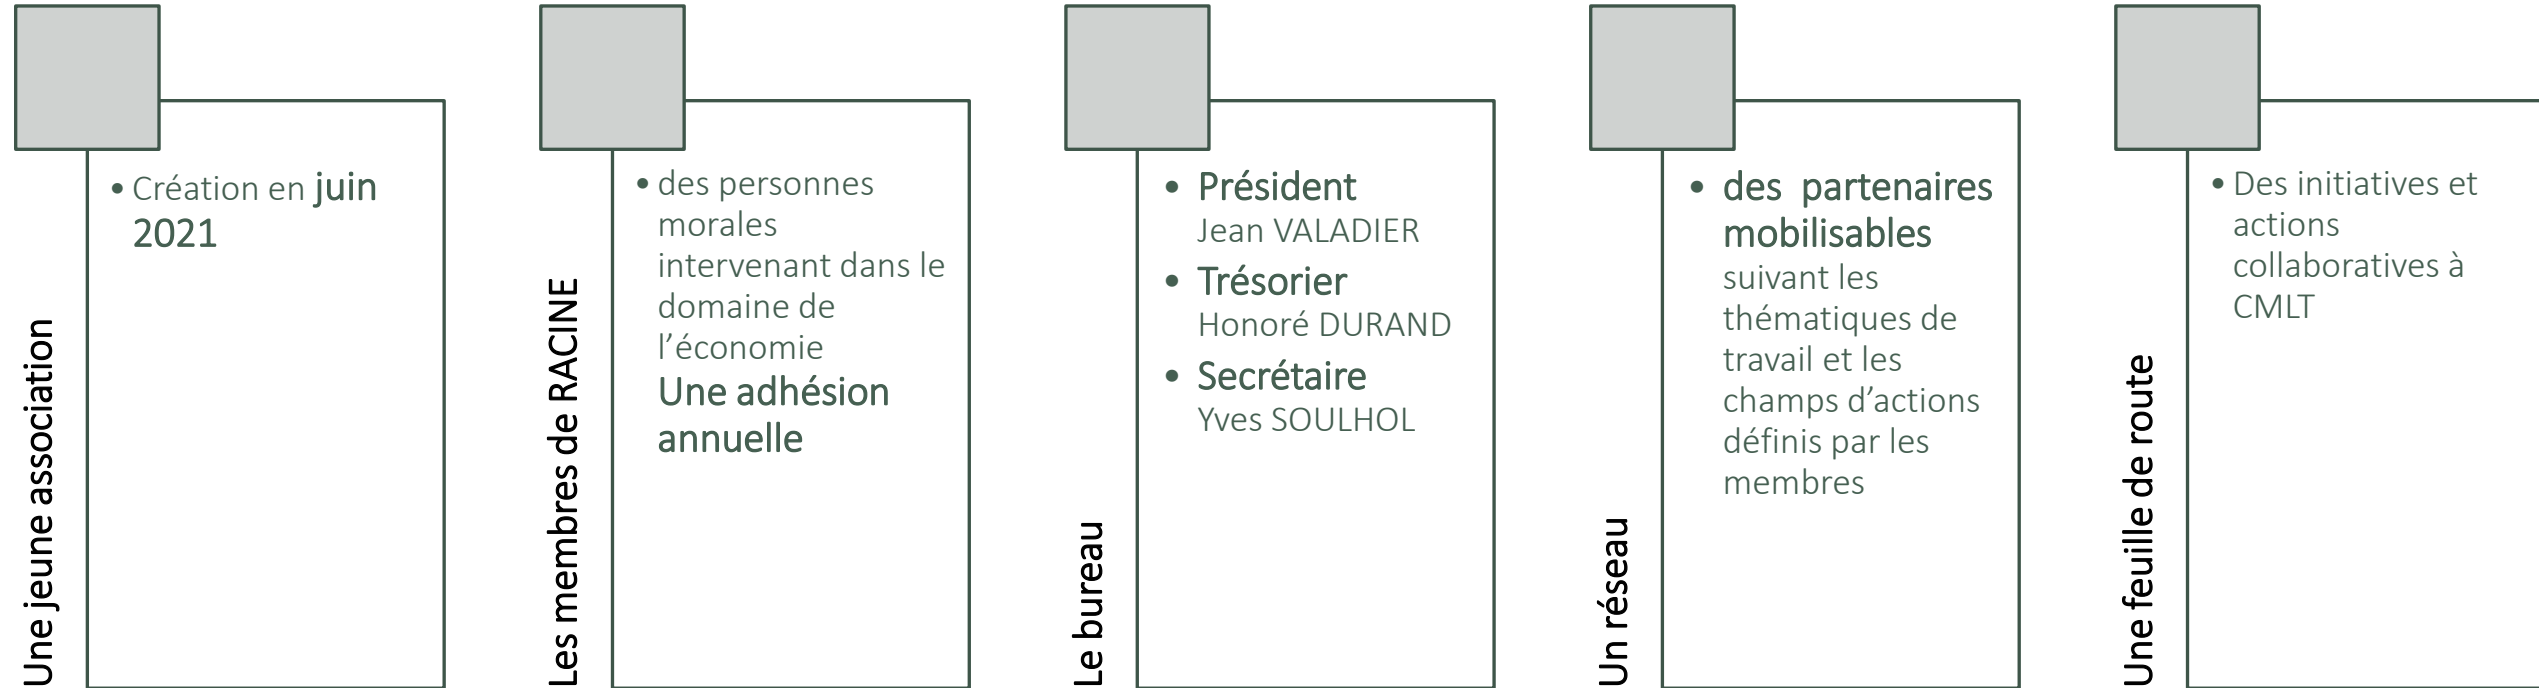 Une jeune association
• Création en juin
2021
Les membres de RACINE
• des personnes
morales
intervenant dans le
domaine de
l’économie
Une adhésion
annuelle
Le bureau
• Président
Jean VALADIER
• Trésorier
Honoré DURAND
• Secrétaire
Yves SOULHOL
Un réseau
• des partenaires
mobilisables
suivant les
thématiques de
travail et les
champs d’actions
définis par les
membres
Une feuille de route
• Des initiatives et
actions
collaboratives à
CMLT